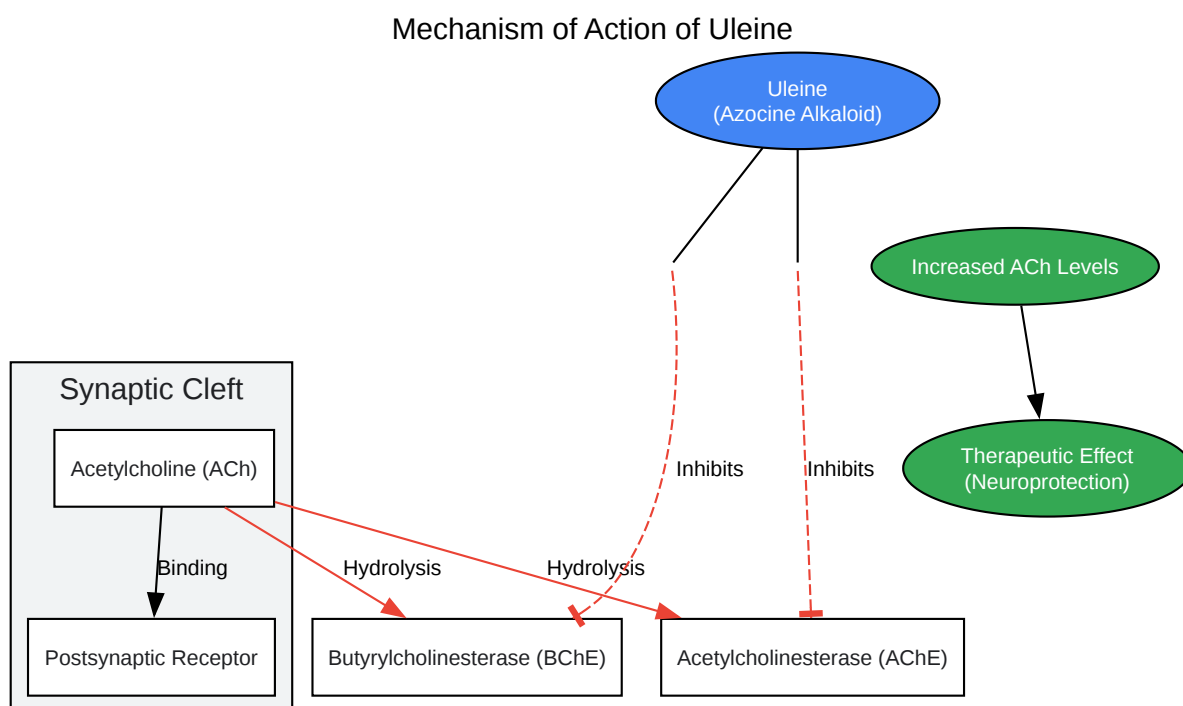 Mechanism of Action of Uleine
Uleine
(Azocine Alkaloid)
Increased ACh Levels
Synaptic Cleft
Acetylcholine (ACh)
Therapeutic Effect
(Neuroprotection)
Inhibits
Inhibits
Binding
Hydrolysis
Hydrolysis
Postsynaptic Receptor
Butyrylcholinesterase (BChE)
Acetylcholinesterase (AChE)